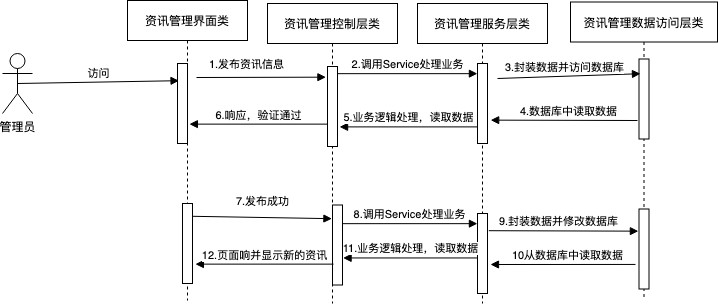 资讯管理界面类
资讯管理控制层类
资讯管理服务层类
资讯管理数据访问层类
管理员
访问
1.发布资讯信息
2.调用Service处理业务
3.封装数据并访问数据库
4.数据库中读取数据
5.业务逻辑处理，读取数据
6.响应，验证通过
7.发布成功
8.调用Service处理业务
9.封装数据并修改数据库
10从数据库中读取数据
11.业务逻辑处理，读取数据
12.页面响并显示新的资讯